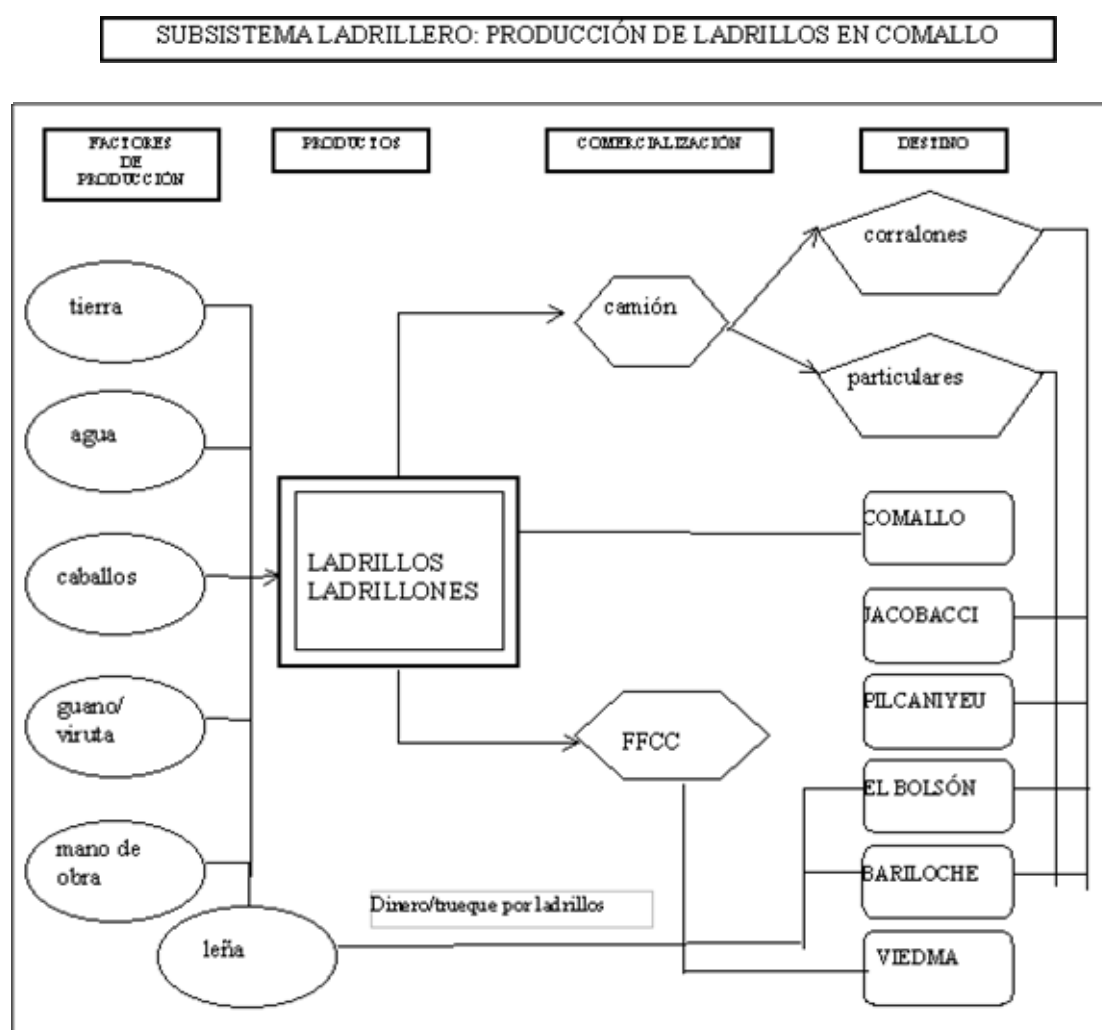 SUBSISTEMA LADRILLERO: PRODUCCIÓN DE LADRILLOS EN COMALLO
FACTORES
DE
PRODUCCIÓN
PRODUCTOS
COMERCIALIZACIÓN
DESTINO
tierra
agua
caballos
guano/
viruta
mano de
obra
leña
LADRILLOS
LADRILLONES
Dinero/trueque por ladrillos
camión
FFCC
corralones
particulares
COMALLO
JACOBACCI
PILCANIYEU
EL BOLSÓN
BARILOCHE
VIEDMA